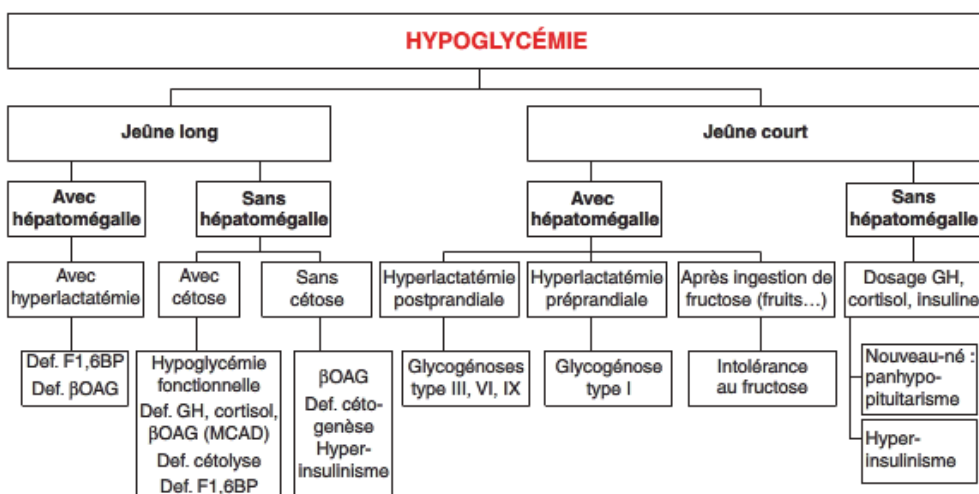 HYPOGLYCÉMIE
Jeûne long
Jeûne court
Avec
hépatomégalle
Sans
hépatomégalle
Avec
hépatomégalle
Sans
hépatomégalle
Avec
hyperlactatémie
Avec
cétose
Sans
cétose
Hyperlactatémie
postprandiale
Hyperlactatémie
préprandiale
Après ingestion de
fructose (fruits...)
Dosage GH,
cortisol, insuline
Def. F1,6BP
Def. βOAG
Hypoglycémie
fonctionnelle
Def. GH, cortisol,
βOAG (MCAD)
Def. cétolyse
Def. F1,6BP
βOAG
Def. céto-
genèse
Hyper-
insulinisme
Glycogénoses
type III, VI, IX
Glycogénose
type I
Intolérance
au fructose
Nouveau-né :
panhypo-
pituitarisme
Hyper-
insulinisme